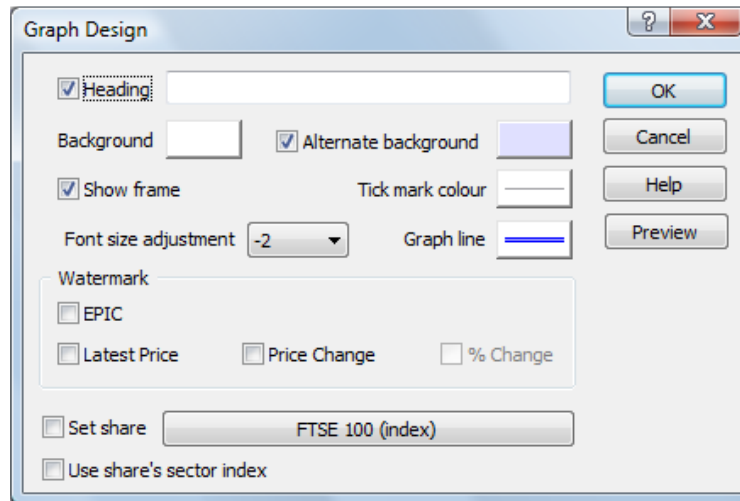 Graph Design
Heading
OK
Background
Alternate background
Cancel
Show frame
Tick mark colour
Help
Font size adjustment
-2
Graph line
Preview
Watermark
EPIC
Latest Price
Price Change
% Change
Set share
FTSE 100 (index)
Use share's sector index